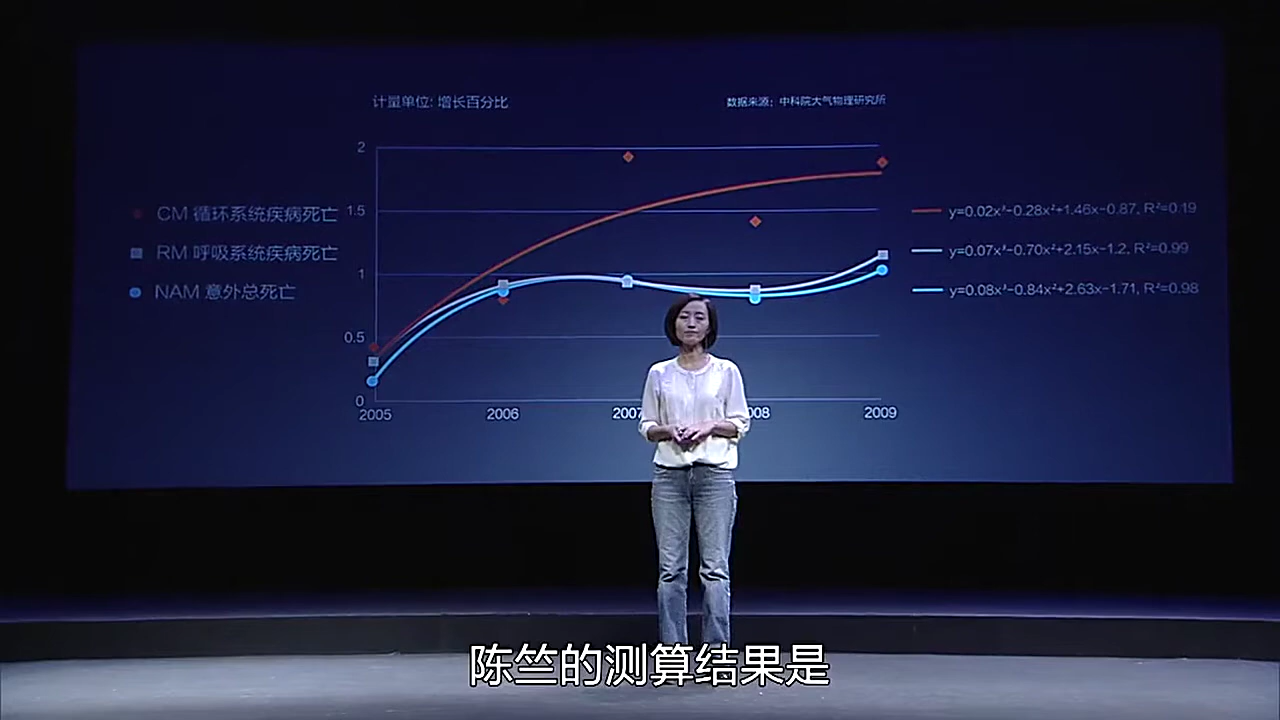 计量单位: 增长百分比
数据来源: 中科院大气物理研究所
2
1.5
1
0.5
0
CM 循环系统疾病死亡
RM 呼吸系统疾病死亡
NAM 意外总死亡
y=0.02x³-0.28x²+1.46x-0.87, R²=0.19
y=0.07x³-0.70x²+2.15x-1.2, R²=0.99
y=0.08x³-0.84x²+2.63x-1.71, R²=0.98
2005 2006 2007 008 2009
陈竺的测算结果是